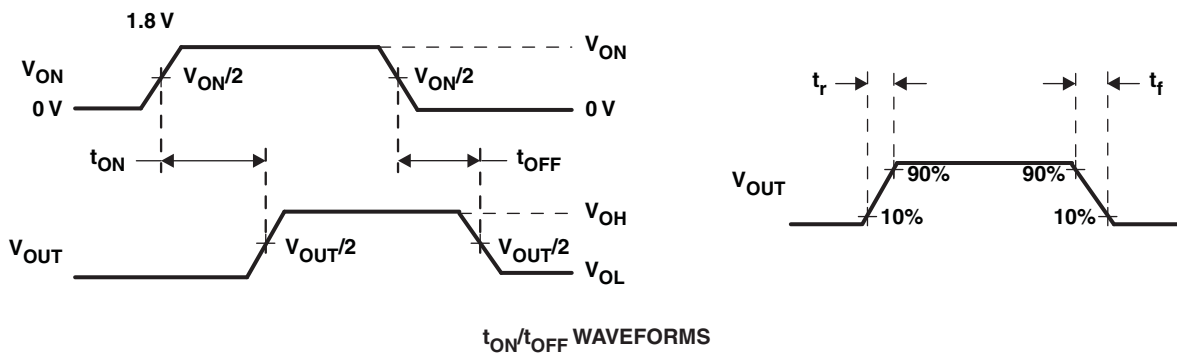 1.8 V
V_ON
V_ON
V_ON/2
V_ON/2
0 V
0 V
t_ON
t_OFF
V_OH
V_OUT
V_OUT/2
V_OUT/2
V_OL
t_r
t_f
V_OUT
90%
90%
10%
10%
t_ON/t_OFF WAVEFORMS